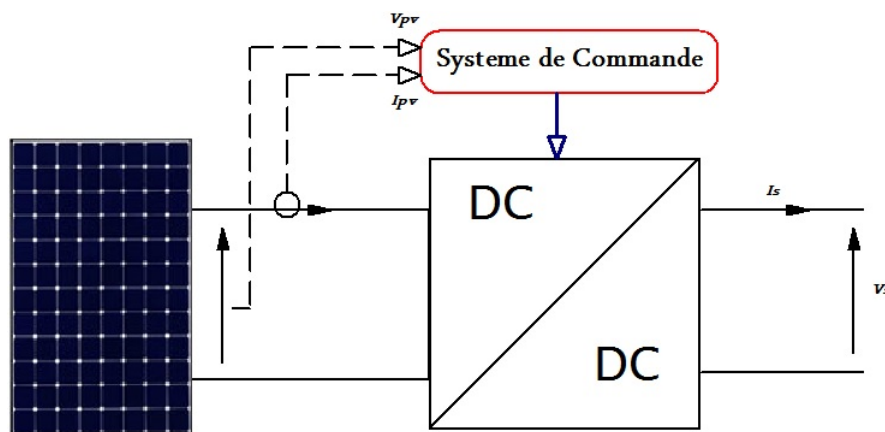 Vpv
Systeme de Commande
Ipv
DC
Is
DC